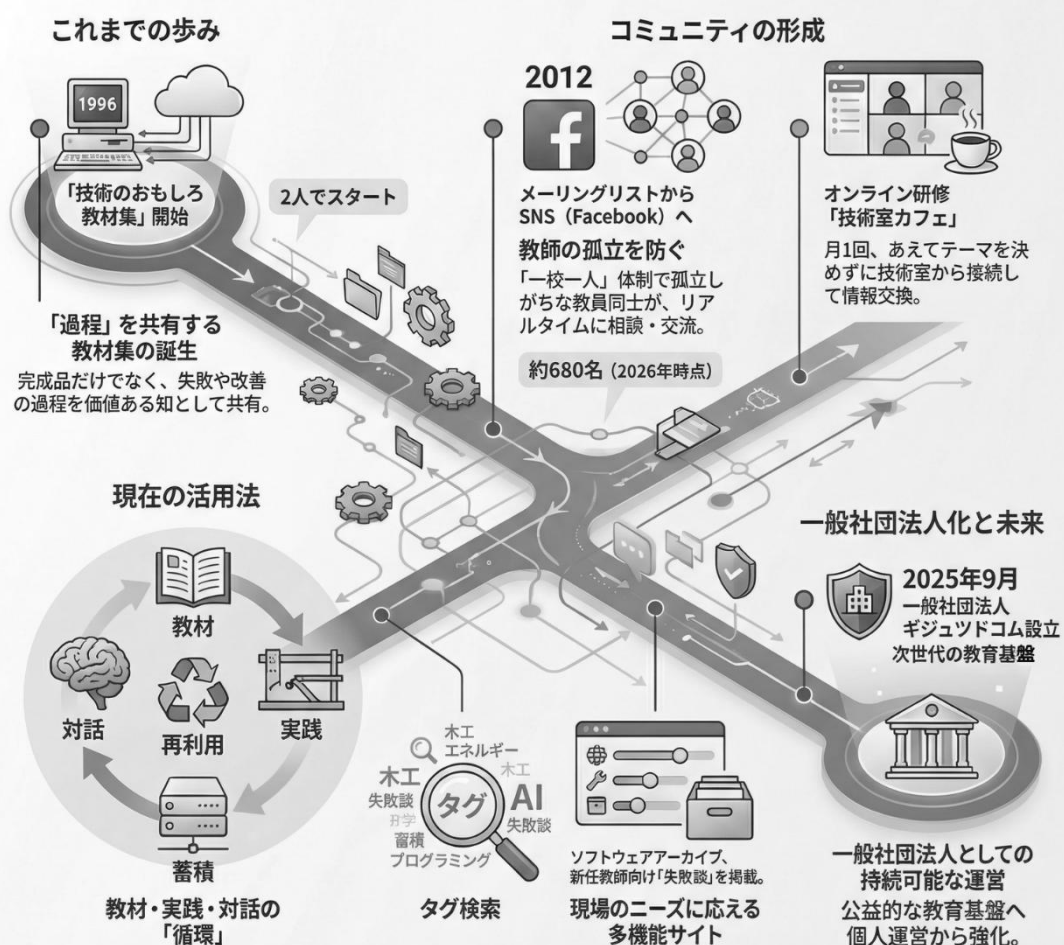 これまでの歩み
1996
「技術のおもしろ
教材集」開始
2人でスタート
「過程」を共有する
教材集の誕生
完成品だけでなく、失敗や改善
の過程を価値ある知として共有。
コミュニティの形成
2012
f
メーリングリストから
SNS（Facebook）へ
教師の孤立を防ぐ
「一校一人」体制で孤立し
がちな教員同士が、リア
ルタイムに相談・交流。
約680名（2026年時点）
オンライン研修
「技術室カフェ」
月1回、あえてテーマを決
めずに技術室から接続し
て情報交換。
現在の活用法
教材
対話
再利用
実践
蓄積
教材・実践・対話の
「循環」
木工
エネルギー
木工
木工
失敗談
タグ
AI
失敗談
蓄積
プログラミング
タグ検索
ソフトウェアアーカイブ、
新任教師向け「失敗談」を掲載。
現場のニーズに応える
多機能サイト
一般社団法人化と未来
2025年9月
一般社団法人
ギジュツドコム設立
次世代の教育基盤
一般社団法人としての
持続可能な運営
公益的な教育基盤へ
個人運営から強化。